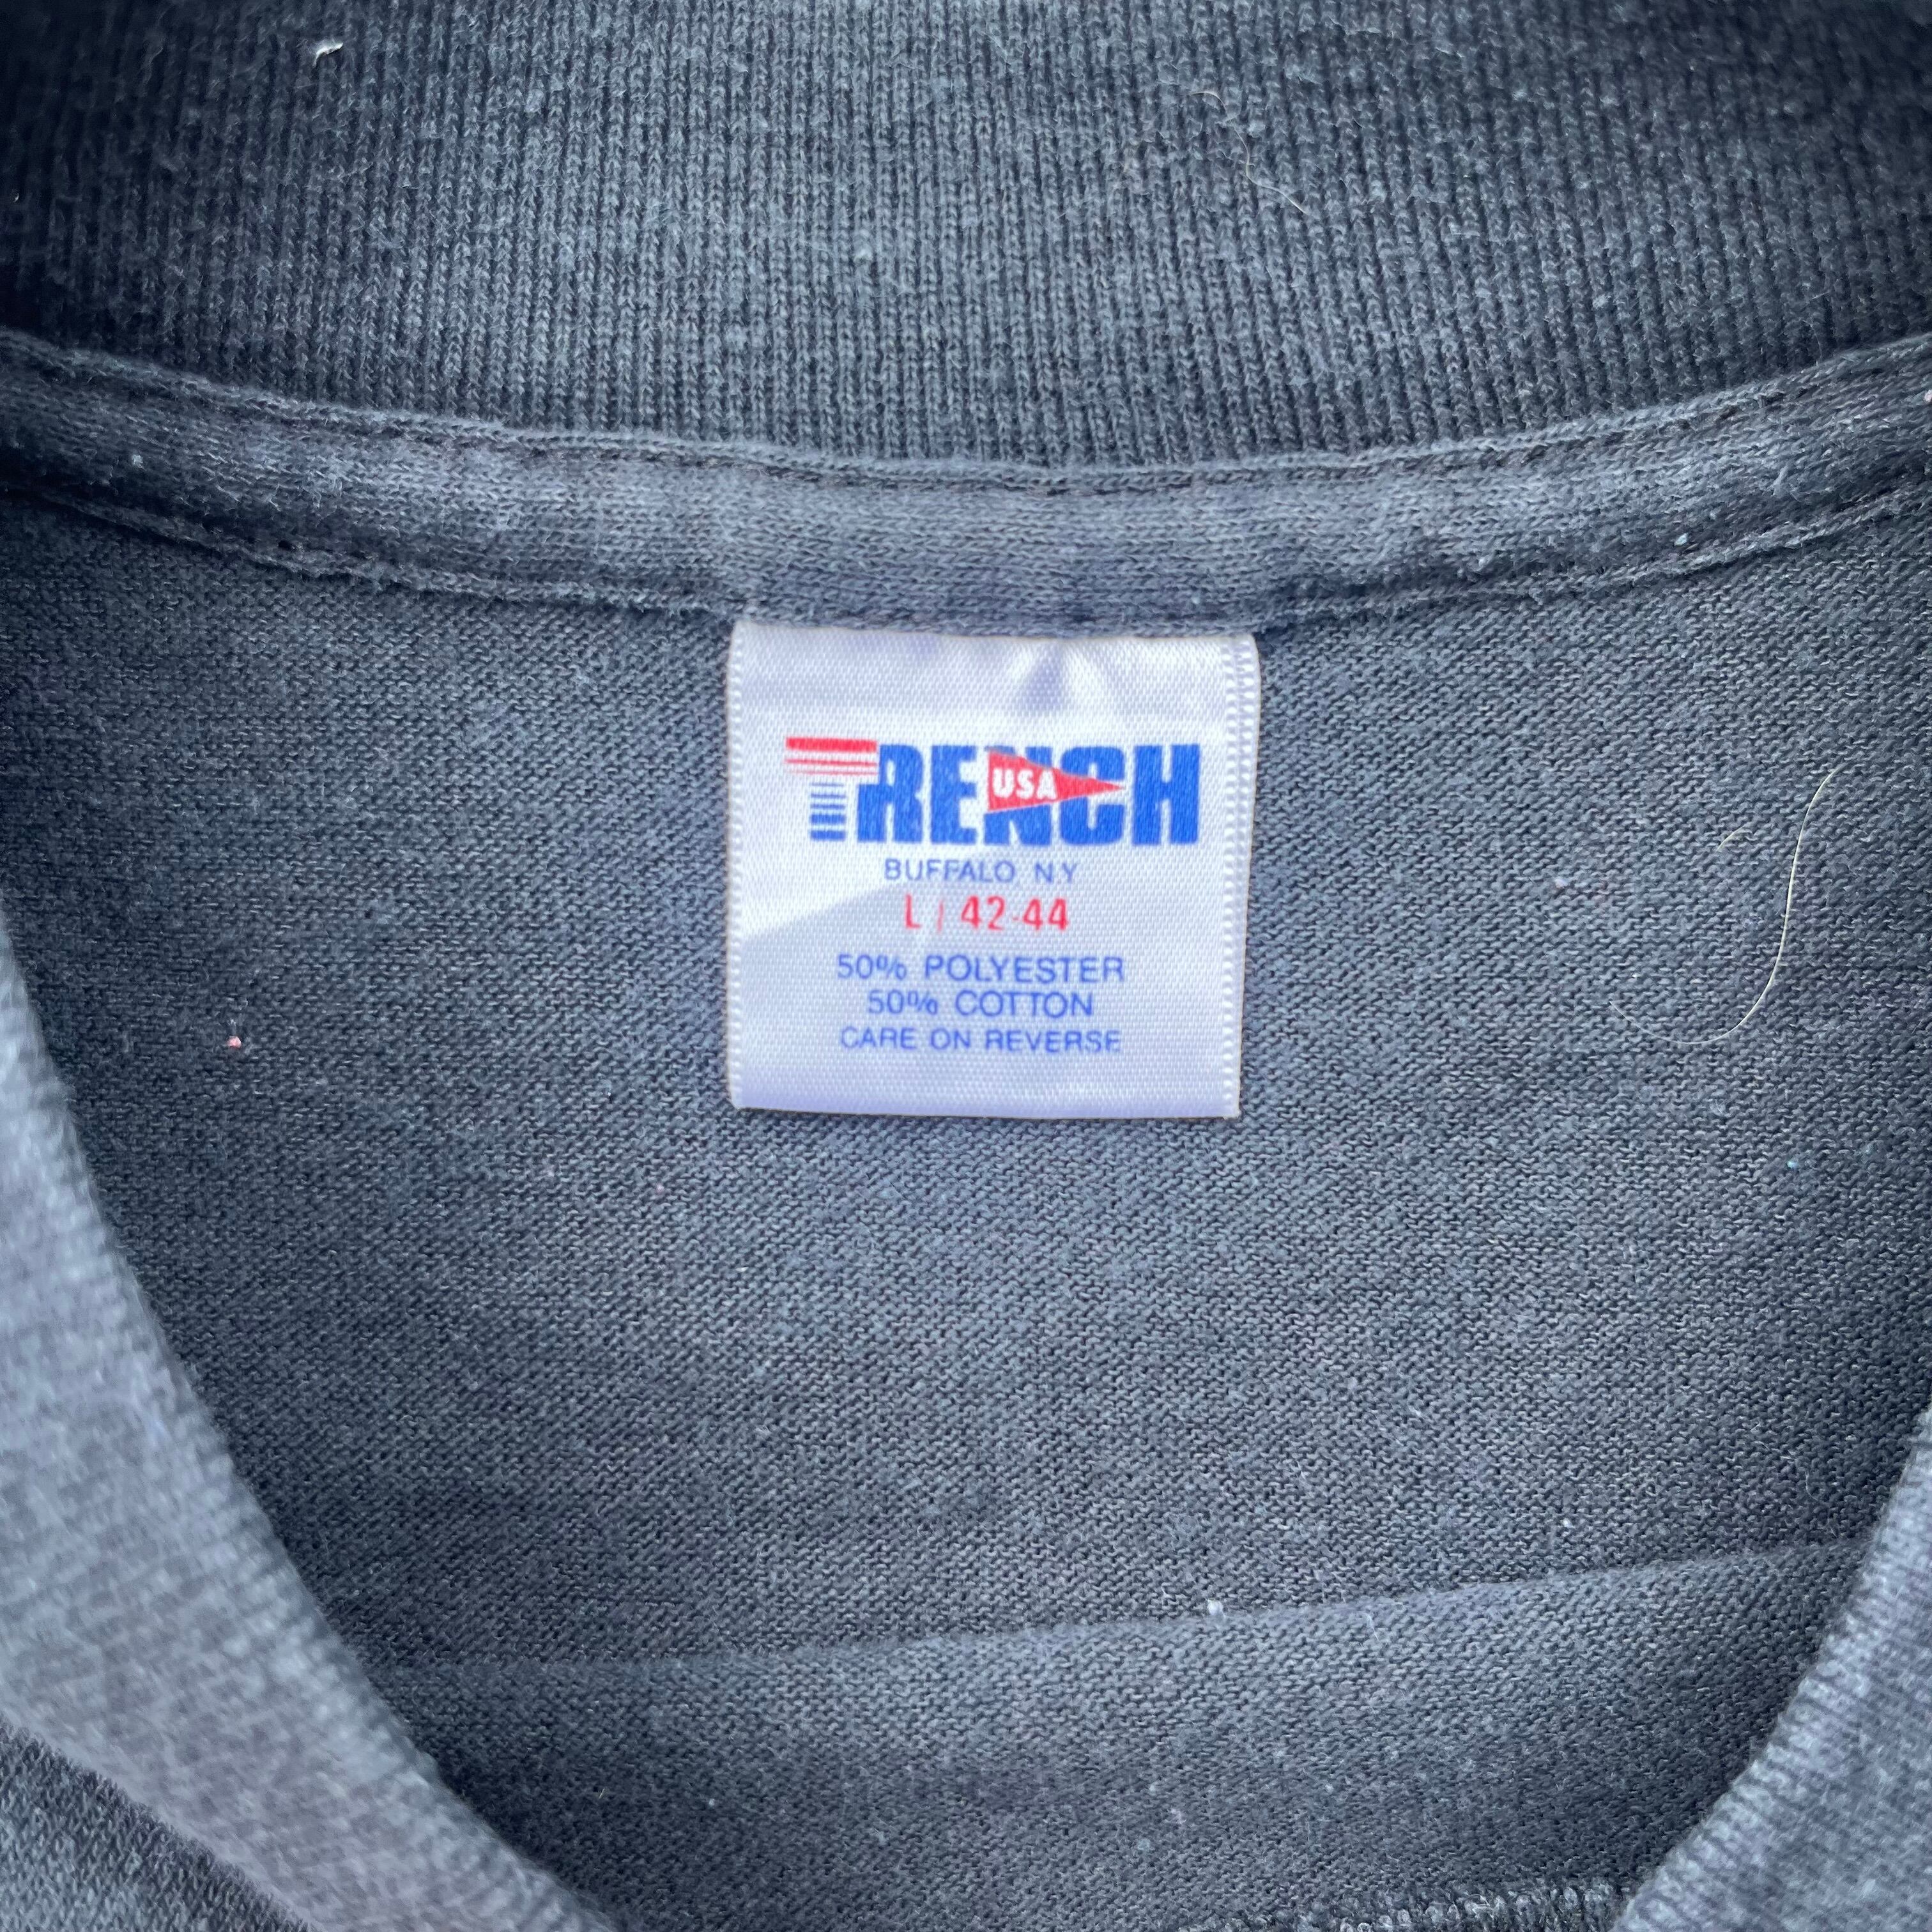 TRENCH
USA
BUFFALO, N.Y
L | 42-44
50% POLYESTER
50% COTTON
CARE ON REVERSE